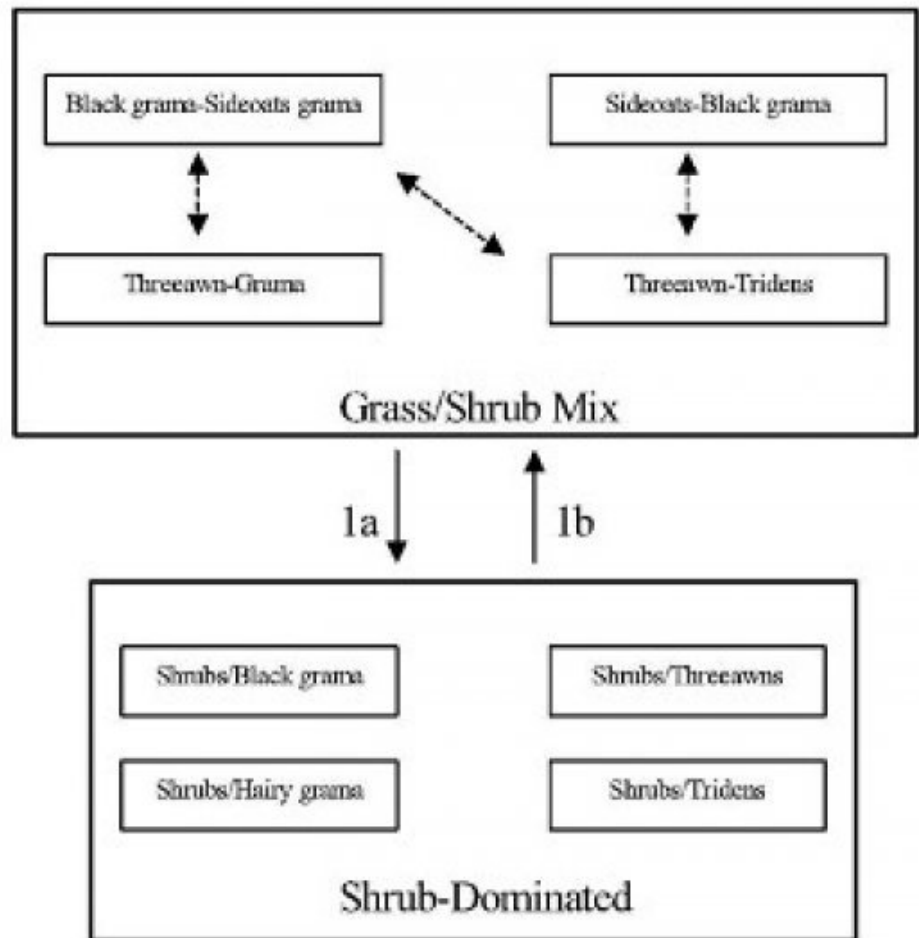 Black grama-Sideoats grama
Sideoats-Black grama
Threeawn-Grama
Threeawn-Tridens
Grass/Shrub Mix
1a
1b
Shrubs/Black grama
Shrubs/Threeawns
Shrubs/Hairy grama
Shrubs/Tridens
Shrub-Dominated